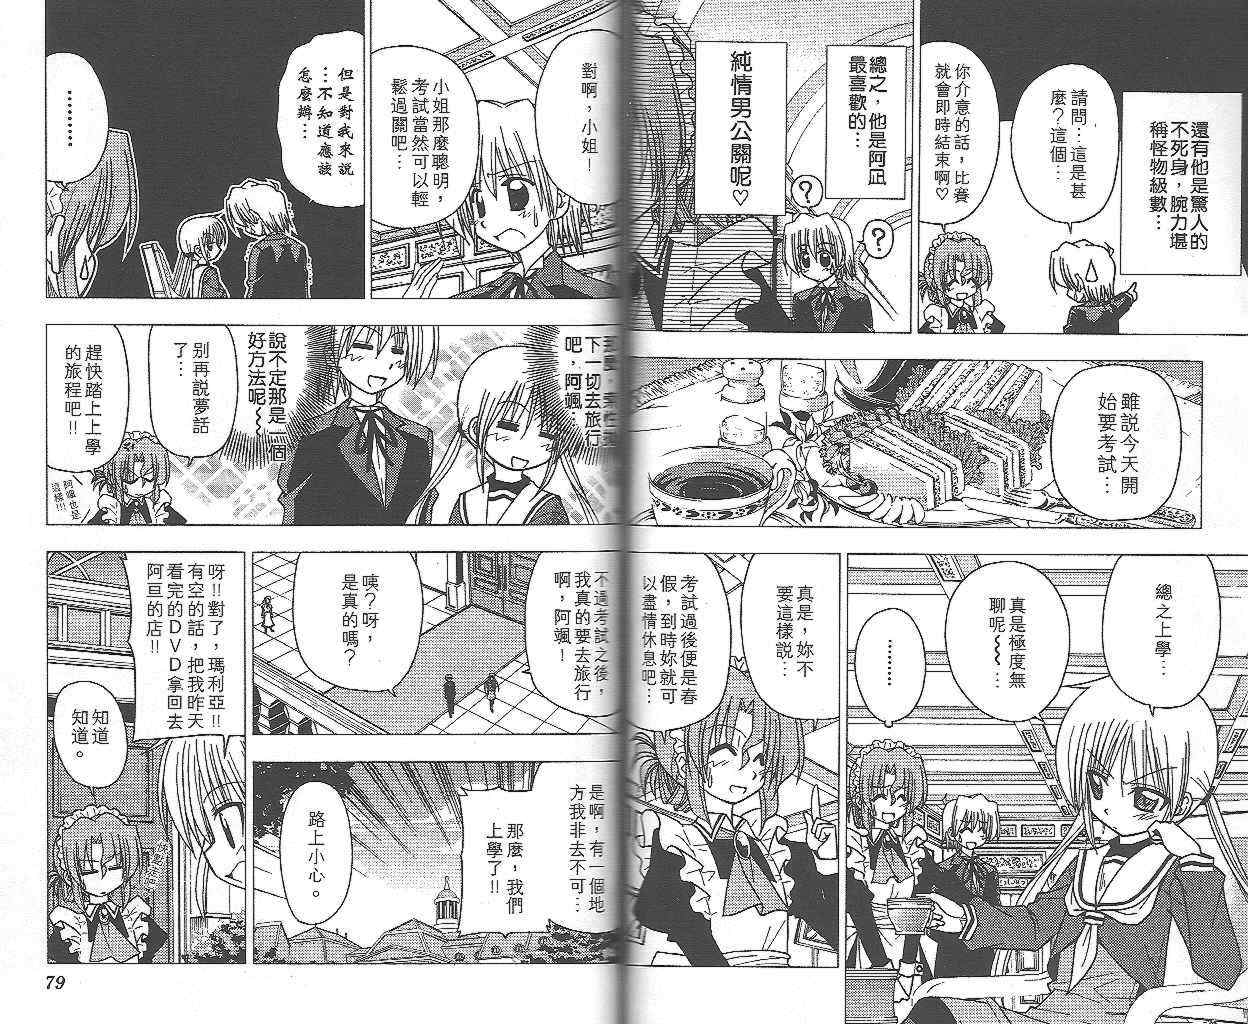 還有他是驚人的
不死身，腕力堪
稱怪物級數…
請問…這是甚
麼？這個…
你介意的話，比賽
就會即時結束啊♡
總之，他是阿凪
最喜歡的…
純情男公關呢♡
？
？
雖說今天開
始要考試…
總之上學…
真是極度無
聊呢～…
………
真是，妳不
要這樣說…
考試過後便是春
假，到時妳就可
以盡情休息吧…
對啊，小姐！
小姐那麼聰明，
考試當然可以輕
鬆過關吧…
但是對我來說
…不知道應該
怎麼辦…
…………
下一切去旅行
吧，阿颯…
說不定那是一個
好方法呢～
別再說夢話
了…
趕快踏上上學
的旅程吧!!
阿颯也是
這樣!!!
不過考試之後，
我真的要去旅行
啊，阿颯！
咦？呀，
是真的嗎？
是啊，有一個地
方我非去不可…
那麼，我們
上學了!!
路上小心。
呀!!對了，瑪利亞!!
有空的話，把我昨天
看完的DVD拿回去
阿亘的店!!
知道
知道。
79